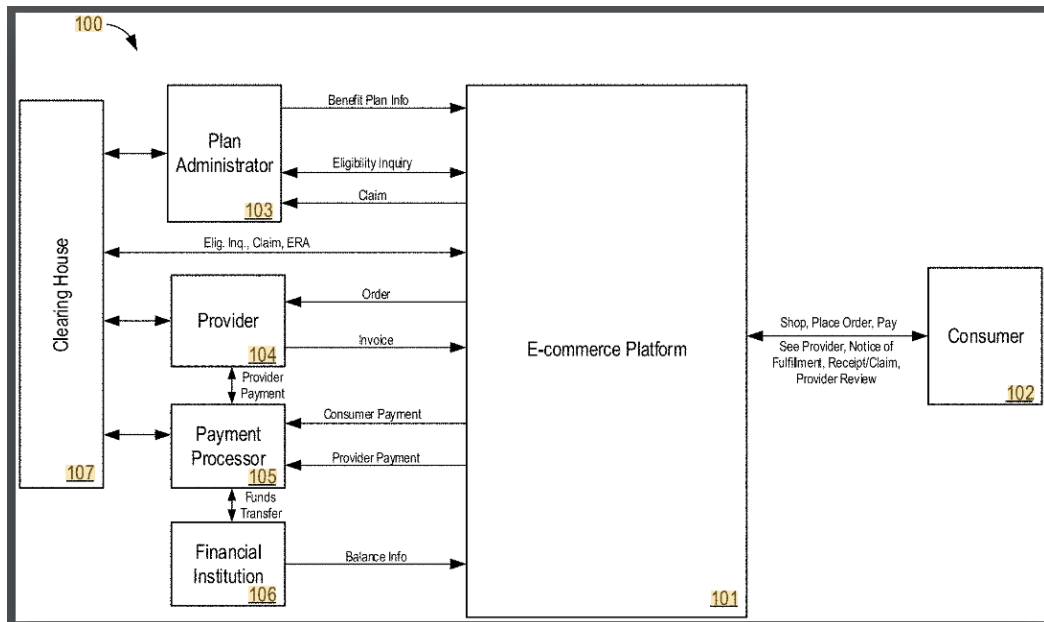 100
Plan
Administrator
103
Benefit Plan Info
Eligibility Inquiry
Claim
Elig. Inq., Claim, ERA
Clearing House
107
Provider
104
Order
Invoice
Provider
Payment
Payment
Processor
105
Consumer Payment
Provider Payment
Funds
Transfer
Financial
Institution
106
Balance Info
E-commerce Platform
101
Shop, Place Order, Pay
See Provider, Notice of
Fulfillment, Receipt/Claim,
Provider Review
Consumer
102